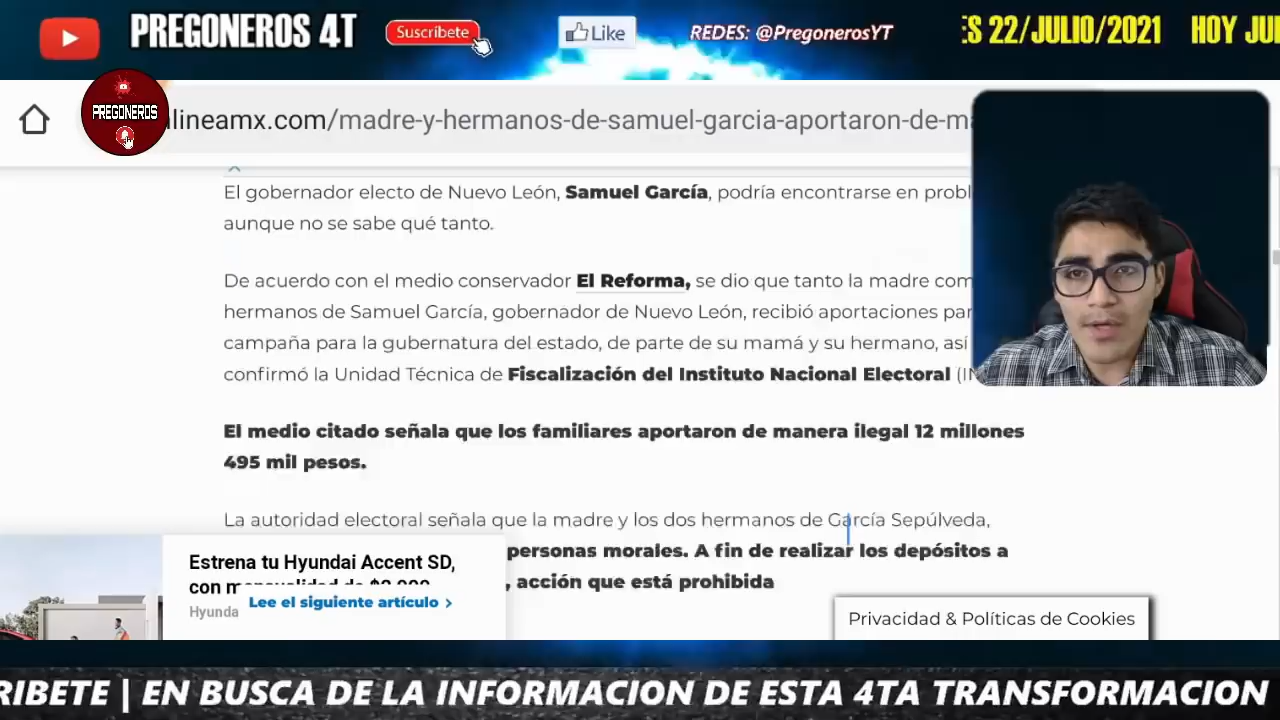 PREGONEROS 4T
Suscríbete
Like
REDES: @PregonerosYT
ES 22/JULIO/2021
HOY
PREGONEROS
lineamx.com/madre-y-hermanos-de-samuel-garcia-aportaron-de-ma
El gobernador electo de Nuevo León, Samuel García, podría encontrarse en
aunque no se sabe qué tanto.
De acuerdo con el medio conservador El Reforma, se dio que tanto la madre com
hermanos de Samuel García, gobernador de Nuevo León, recibió aportaciones
campaña para la gubernatura del estado, de parte de su mamá y su hermano, así
confirmó la Unidad Técnica de Fiscalización del Instituto Nacional Electoral
El medio citado señala que los familiares aportaron de manera ilegal 12 millones
495 mil pesos.
La autoridad electoral señala que la madre y los dos hermanos de García Sepúlveda,
personas morales. A fin de realizar los depósitos a
, acción que está prohibida
Estrena tu Hyundai Accent SD,
con
Lee el siguiente artículo >
Hyunda
Privacidad & Políticas de Cookies
RIBETE | EN BUSCA DE LA INFORMACION DE ESTA 4TA TRANSFORMACION